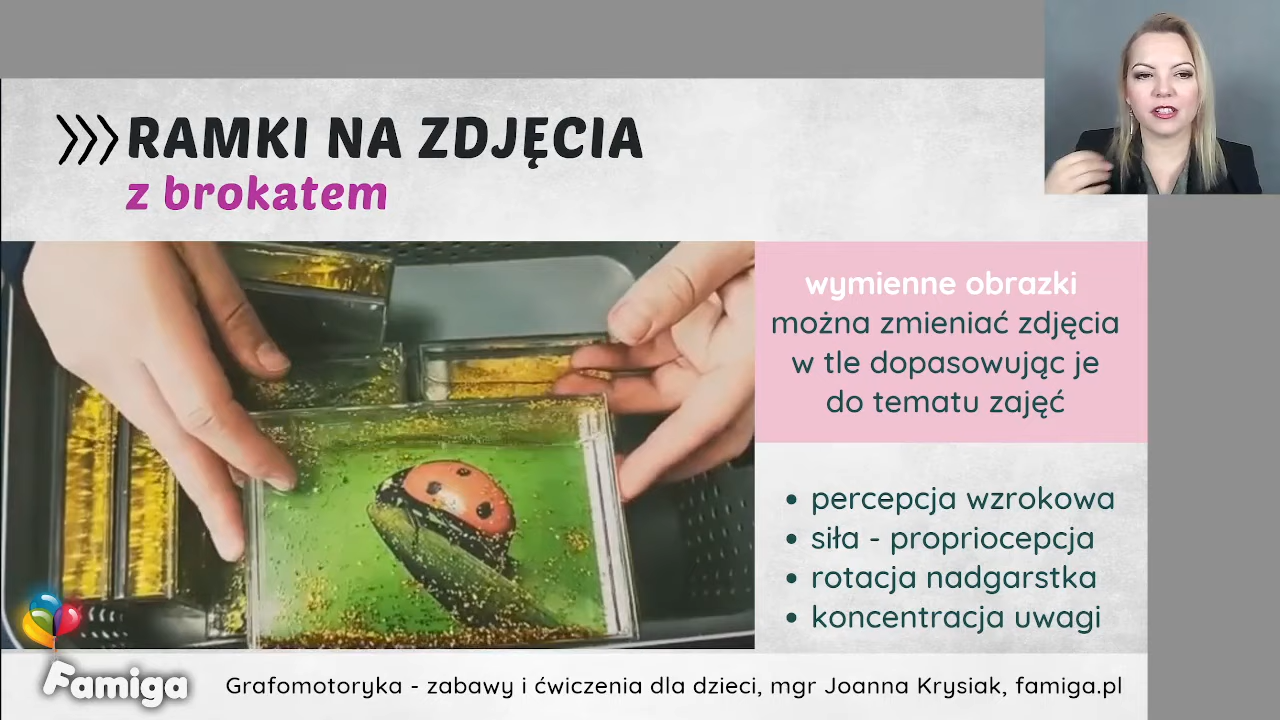 RAMKI NA ZDJĘCIA
z brokatem
wymienne obrazki
można zmieniać zdjęcia
w tle dopasowując je
do tematu zajęć
• percepcja wzrokowa
• siła - propriocepcja
• rotacja nadgarstka
• koncentracja uwagi
Famiga
Grafomotoryka - zabawy i ćwiczenia dla dzieci, mgr Joanna Krysiak, famiga.pl